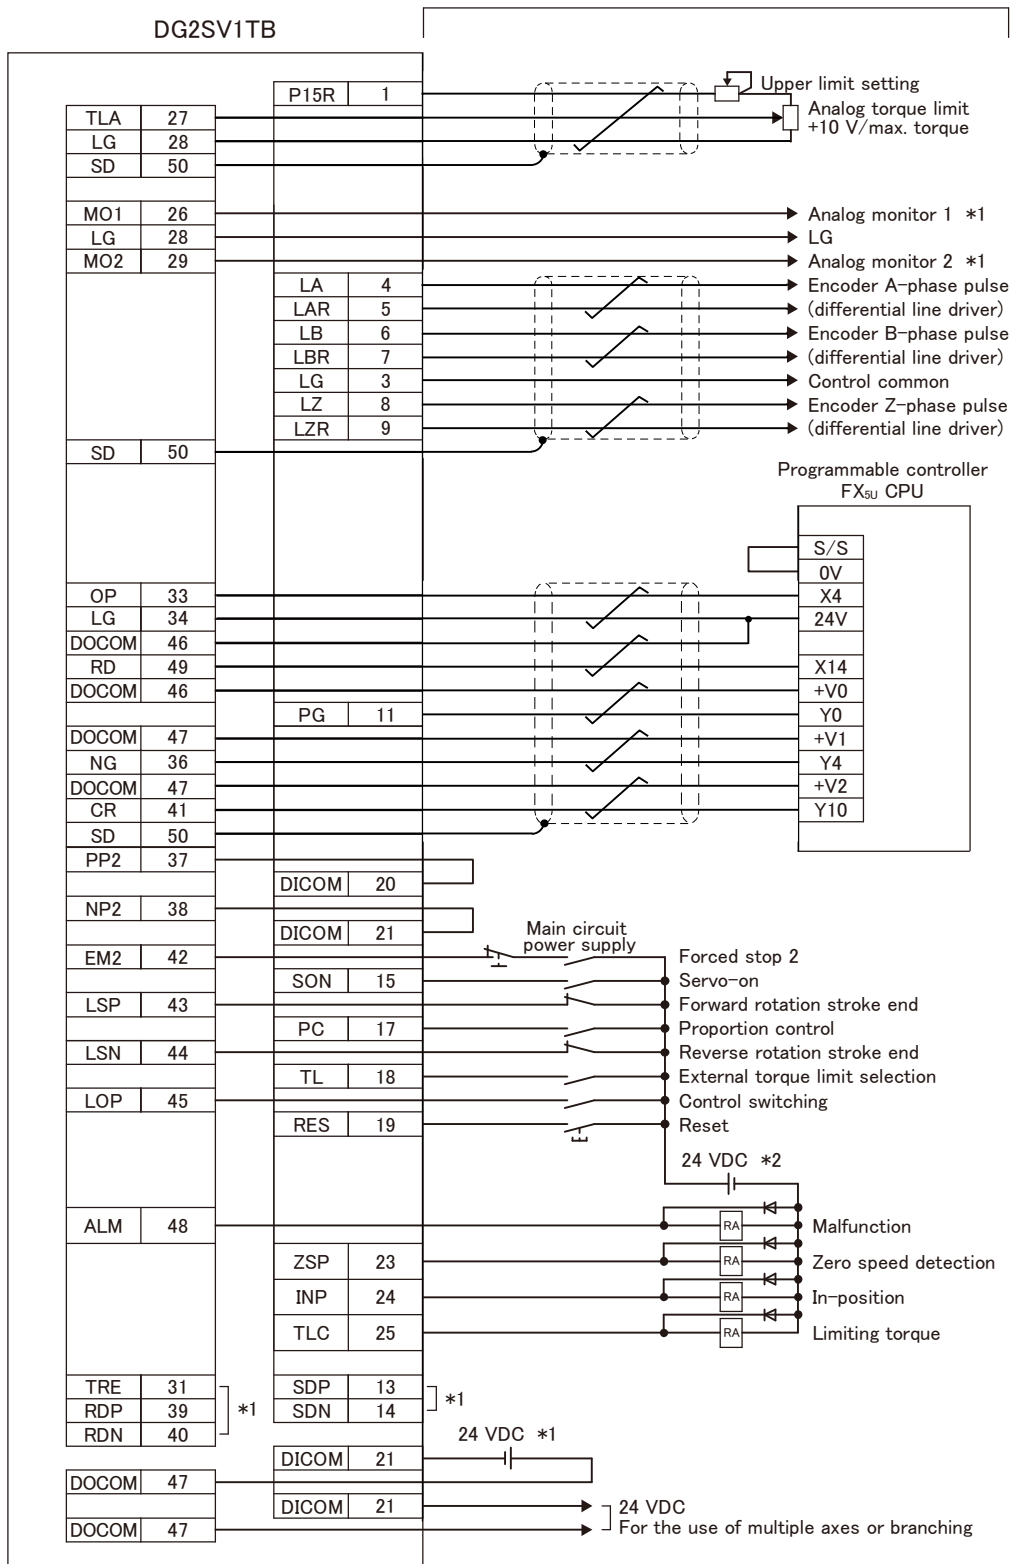 DG2SV1TB
P15R 1 Upper limit setting
TLA 27 Analog torque limit
LG 28 +10 V/max. torque
SD 50
MO1 26 Analog monitor 1 *1
LG 28 LG
MO2 29 Analog monitor 2 *1
LA 4 Encoder A-phase pulse
LAR 5 (differential line driver)
LB 6 Encoder B-phase pulse
LBR 7 (differential line driver)
LG 3 Control common
LZ 8 Encoder Z-phase pulse
LZR 9 (differential line driver)
SD 50
Programmable controller
FX5U CPU
S/S
0V
OP 33 X4
LG 34 24V
DOCOM 46
RD 49 X14
DOCOM 46 +V0
PG 11 Y0
DOCOM 47 +V1
NG 36 Y4
DOCOM 47 +V2
CR 41 Y10
SD 50
PP2 37
DICOM 20
NP2 38
DICOM 21
Main circuit
power supply
EM2 42 Forced stop 2
SON 15 Servo-on
LSP 43 Forward rotation stroke end
PC 17 Proportion control
LSN 44 Reverse rotation stroke end
TL 18 External torque limit selection
LOP 45 Control switching
RES 19 Reset
24 VDC *2
ALM 48 RA Malfunction
ZSP 23 RA Zero speed detection
INP 24 RA In-position
TLC 25 RA Limiting torque
TRE 31 SDP 13
RDP 39 *1 SDN 14 *1
RDN 40
24 VDC *1
DICOM 21
DOCOM 47
DICOM 21 24 VDC
DOCOM 47 For the use of multiple axes or branching